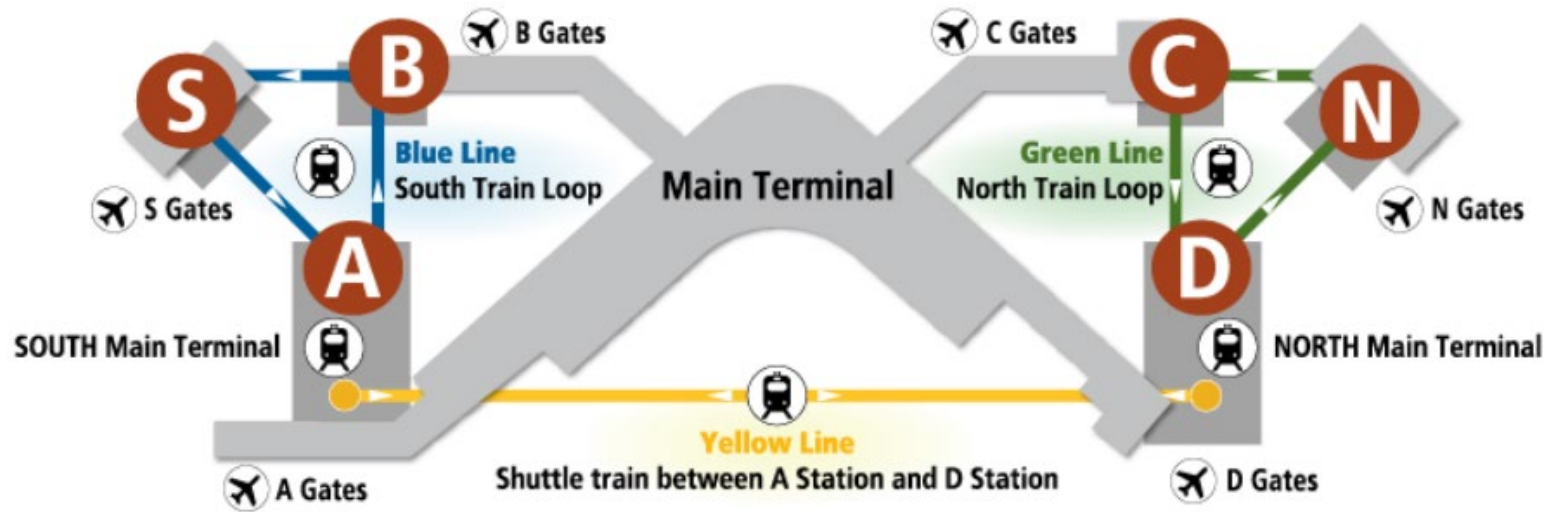 B Gates
C Gates
S
B
C
N
Blue Line
South Train Loop
Green Line
North Train Loop
Main Terminal
S Gates
N Gates
A
D
SOUTH Main Terminal
NORTH Main Terminal
Yellow Line
Shuttle train between A Station and D Station
A Gates
D Gates